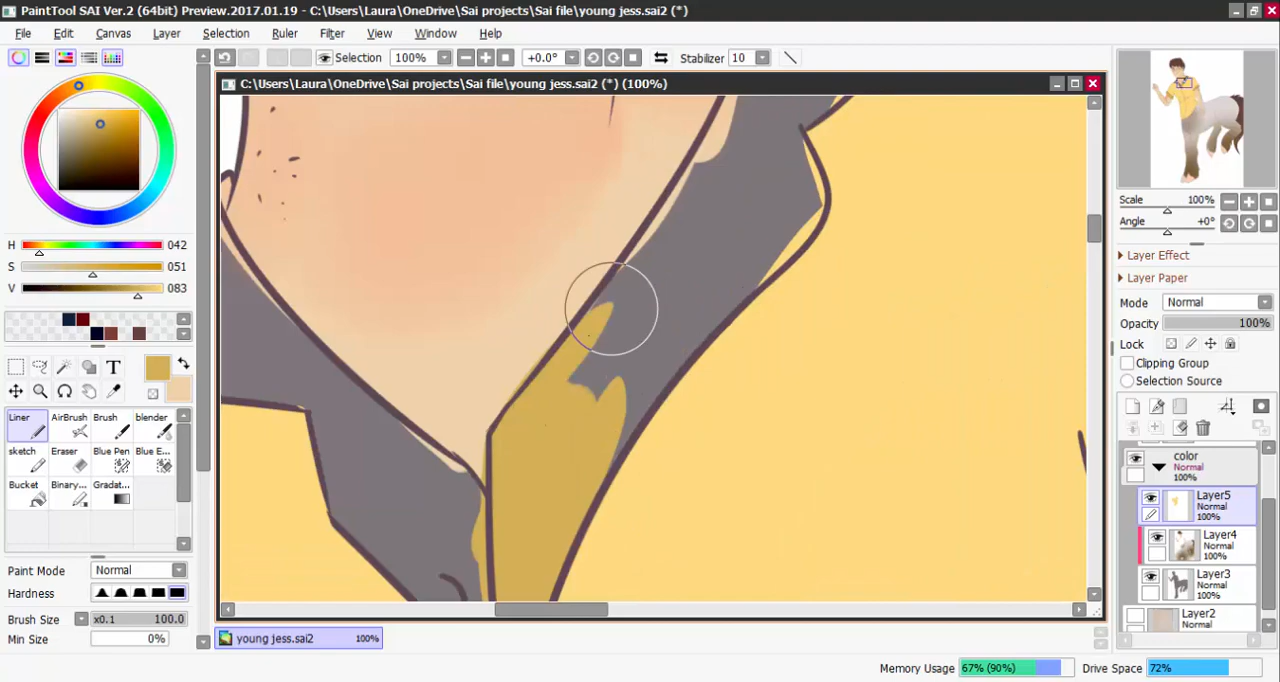 PaintTool SAI Ver.2 (64bit) Preview.2017.01.19 - C:\Users\Laura\OneDrive\Sai projects\Sai file\young jess.sai2 (*)
File Edit Canvas Layer Selection Ruler Filter View Window Help
Selection 100% +0.0° Stabilizer 10
C:\Users\Laura\OneDrive\Sai projects\Sai file\young jess.sai2 (*) (100%)
Scale 100%
Angle +0°
H 042
S 051
V 083
Layer Effect
Layer Paper
Mode Normal
Opacity 100%
Lock
Clipping Group
Selection Source
T
Liner AirBrush Brush blender
sketch Eraser Blue Pen Blue E...
Bucket Binary... Gradat...
color
Normal
100%
Layer5
Normal
100%
Layer4
Normal
100%
Layer3
Normal
100%
Layer2
Normal
Paint Mode Normal
Hardness
Brush Size x0.1 100.0
Min Size 0%
young jess.sai2 100%
Memory Usage 67% (90%) Drive Space 72%